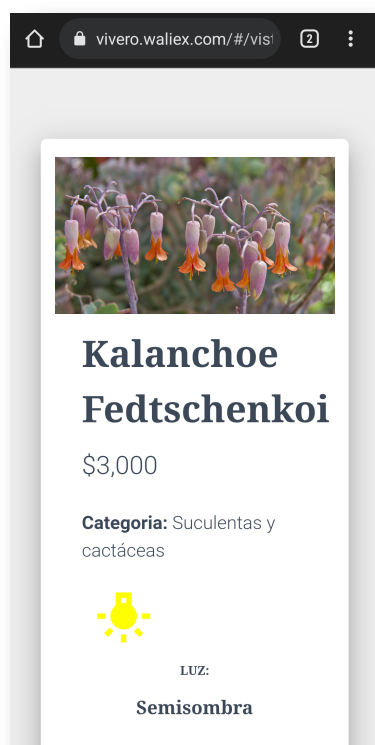 vivero.waliex.com/#/vist
2
Kalanchoe
Fedtschenkoi
$3,000
Categoria: Suculentas y
cactáceas
LUZ:
Semisombra